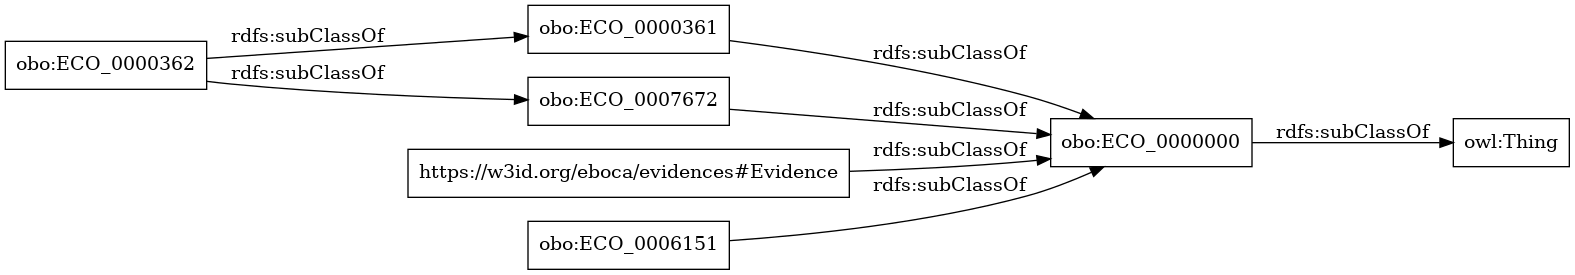 obo:ECO_0000362
rdfs:subClassOf
rdfs:subClassOf
obo:ECO_0000361
obo:ECO_0007672
https://w3id.org/eboca/evidences#Evidence
obo:ECO_0006151
rdfs:subClassOf
rdfs:subClassOf
rdfs:subClassOf
rdfs:subClassOf
obo:ECO_0000000
rdfs:subClassOf
owl:Thing